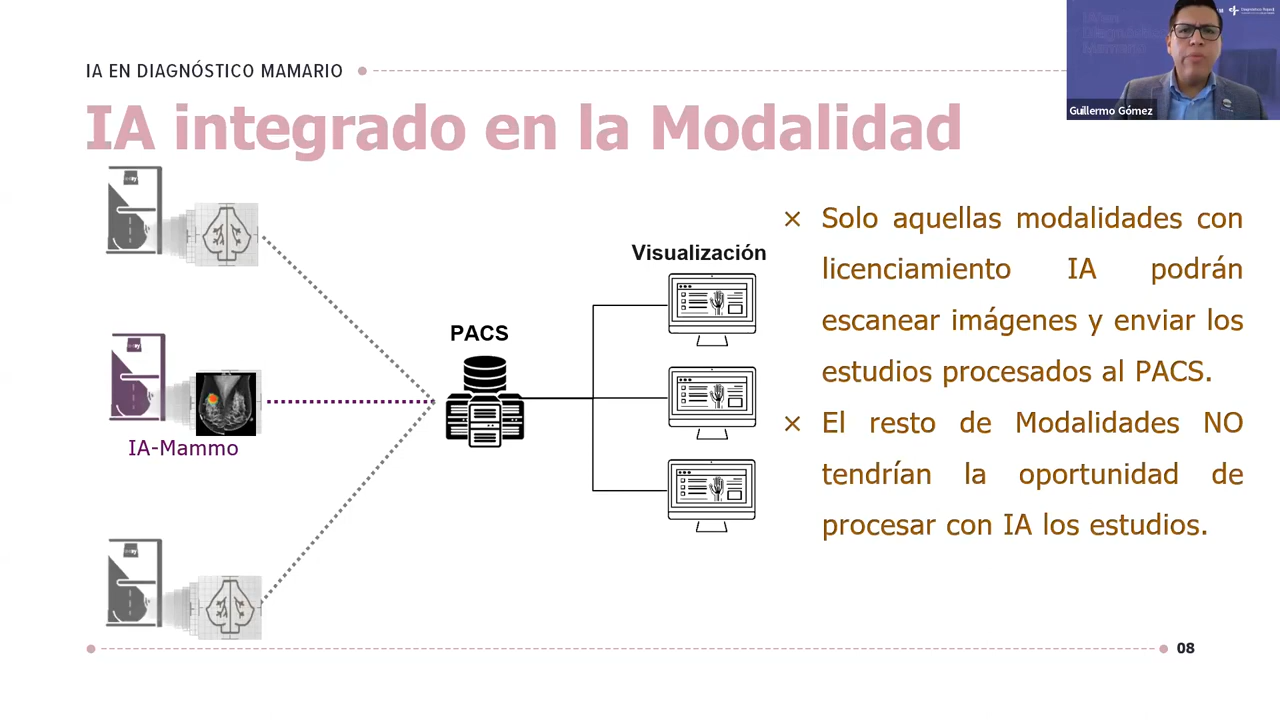 IA EN DIAGNÓSTICO MAMARIO
IA integrado en la Modalidad
Guillermo Gómez
Visualización
PACS
IA-Mammo
× Solo aquellas modalidades con
licenciamiento IA podrán
escanear imágenes y enviar los
estudios procesados al PACS.
× El resto de Modalidades NO
tendrían la oportunidad de
procesar con IA los estudios.
08